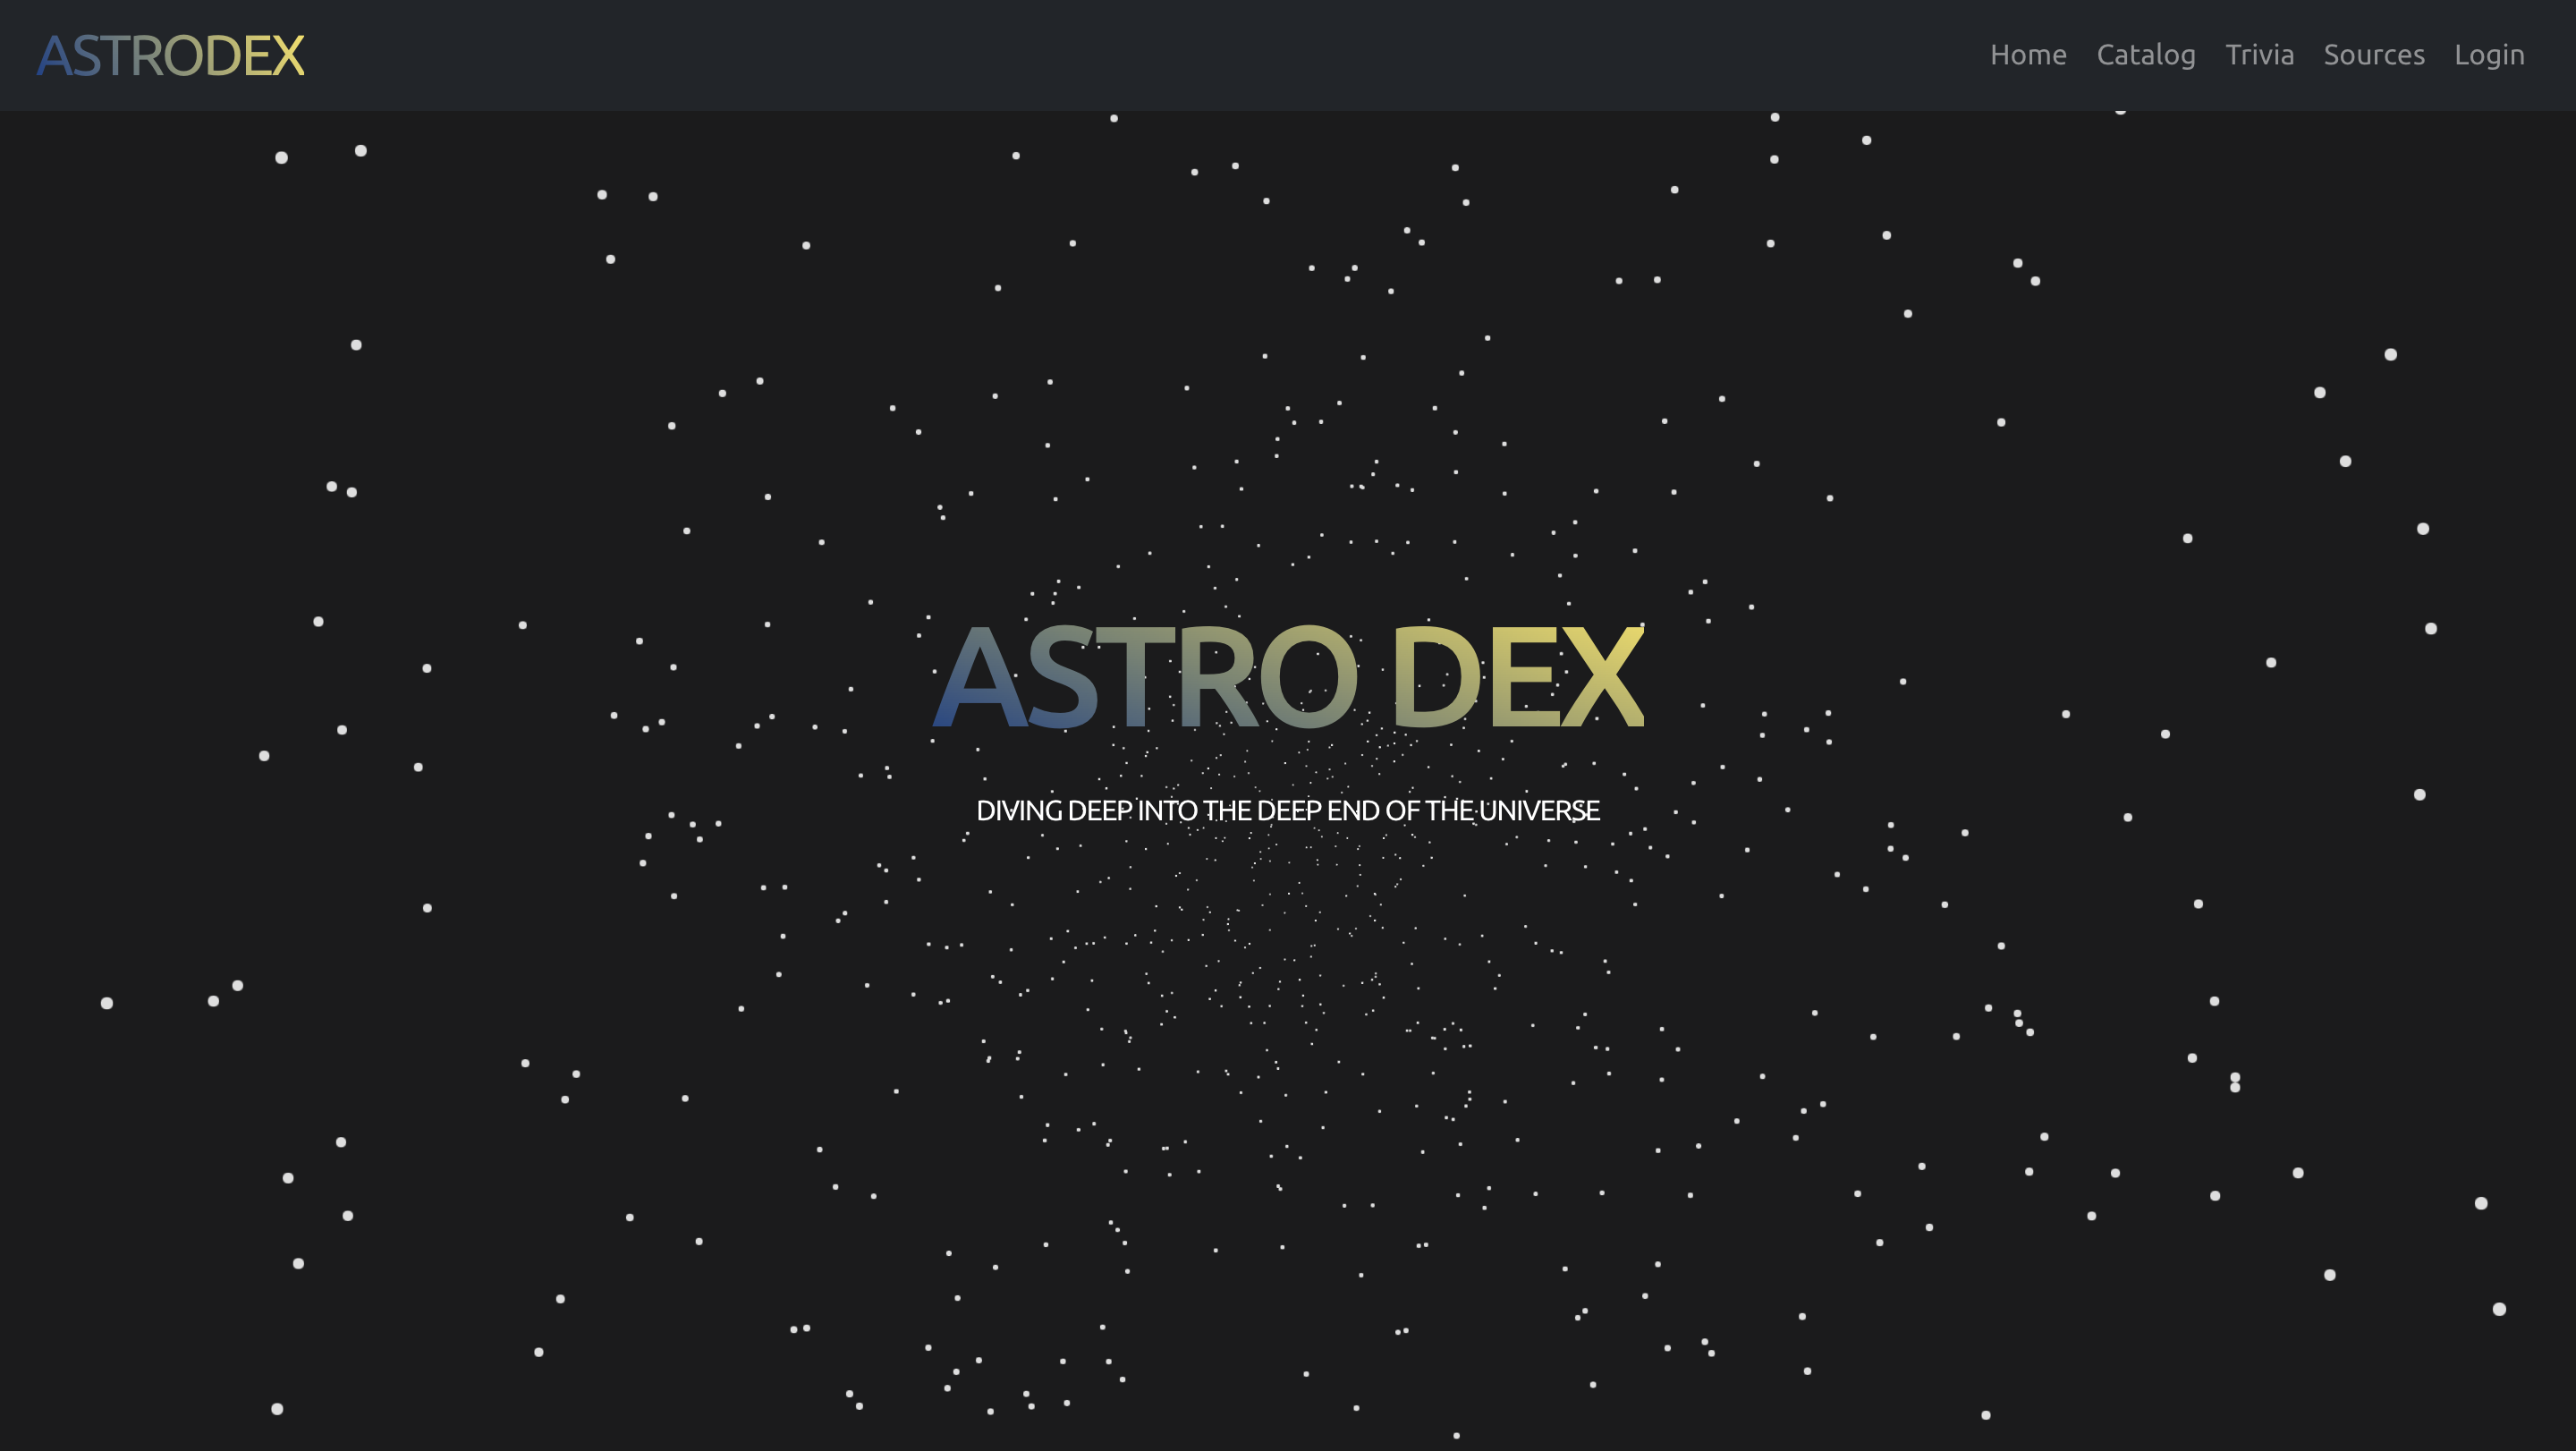 ASTRODEX
Home Catalog Trivia Sources Login
ASTRO DEX
DIVING DEEP INTO THE DEEP END OF THE UNIVERSE